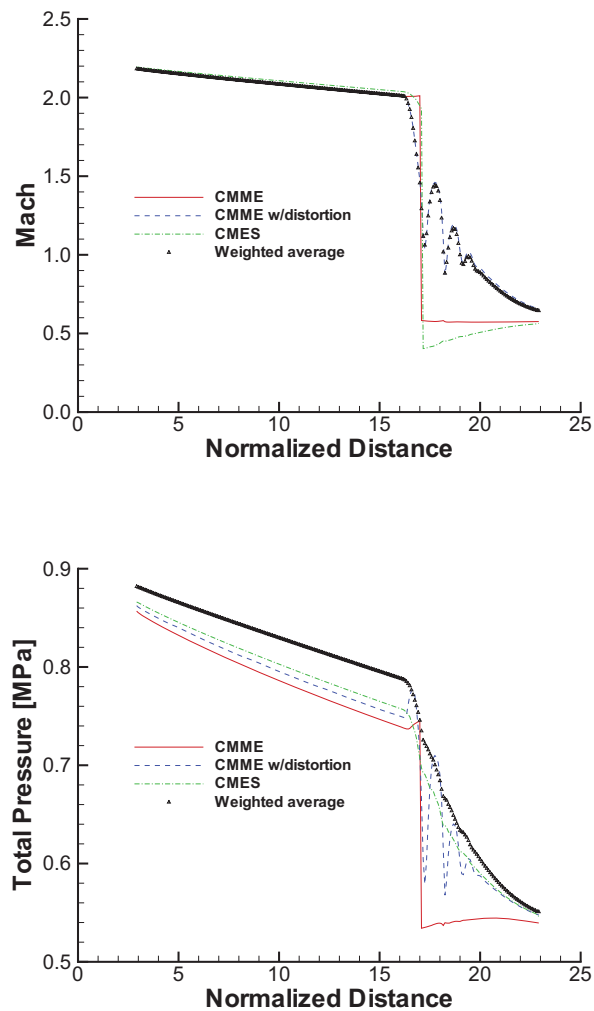 2.5
2.0
1.5
1.0
0.5
0.0
Mach
CMME
CMME w/distortion
CMES
Weighted average
5
10
15
20
25
Normalized Distance
0.9
0.8
0.7
0.6
0.5
Total Pressure [MPa]
CMME
CMME w/distortion
CMES
Weighted average
0
5
10
15
20
25
Normalized Distance